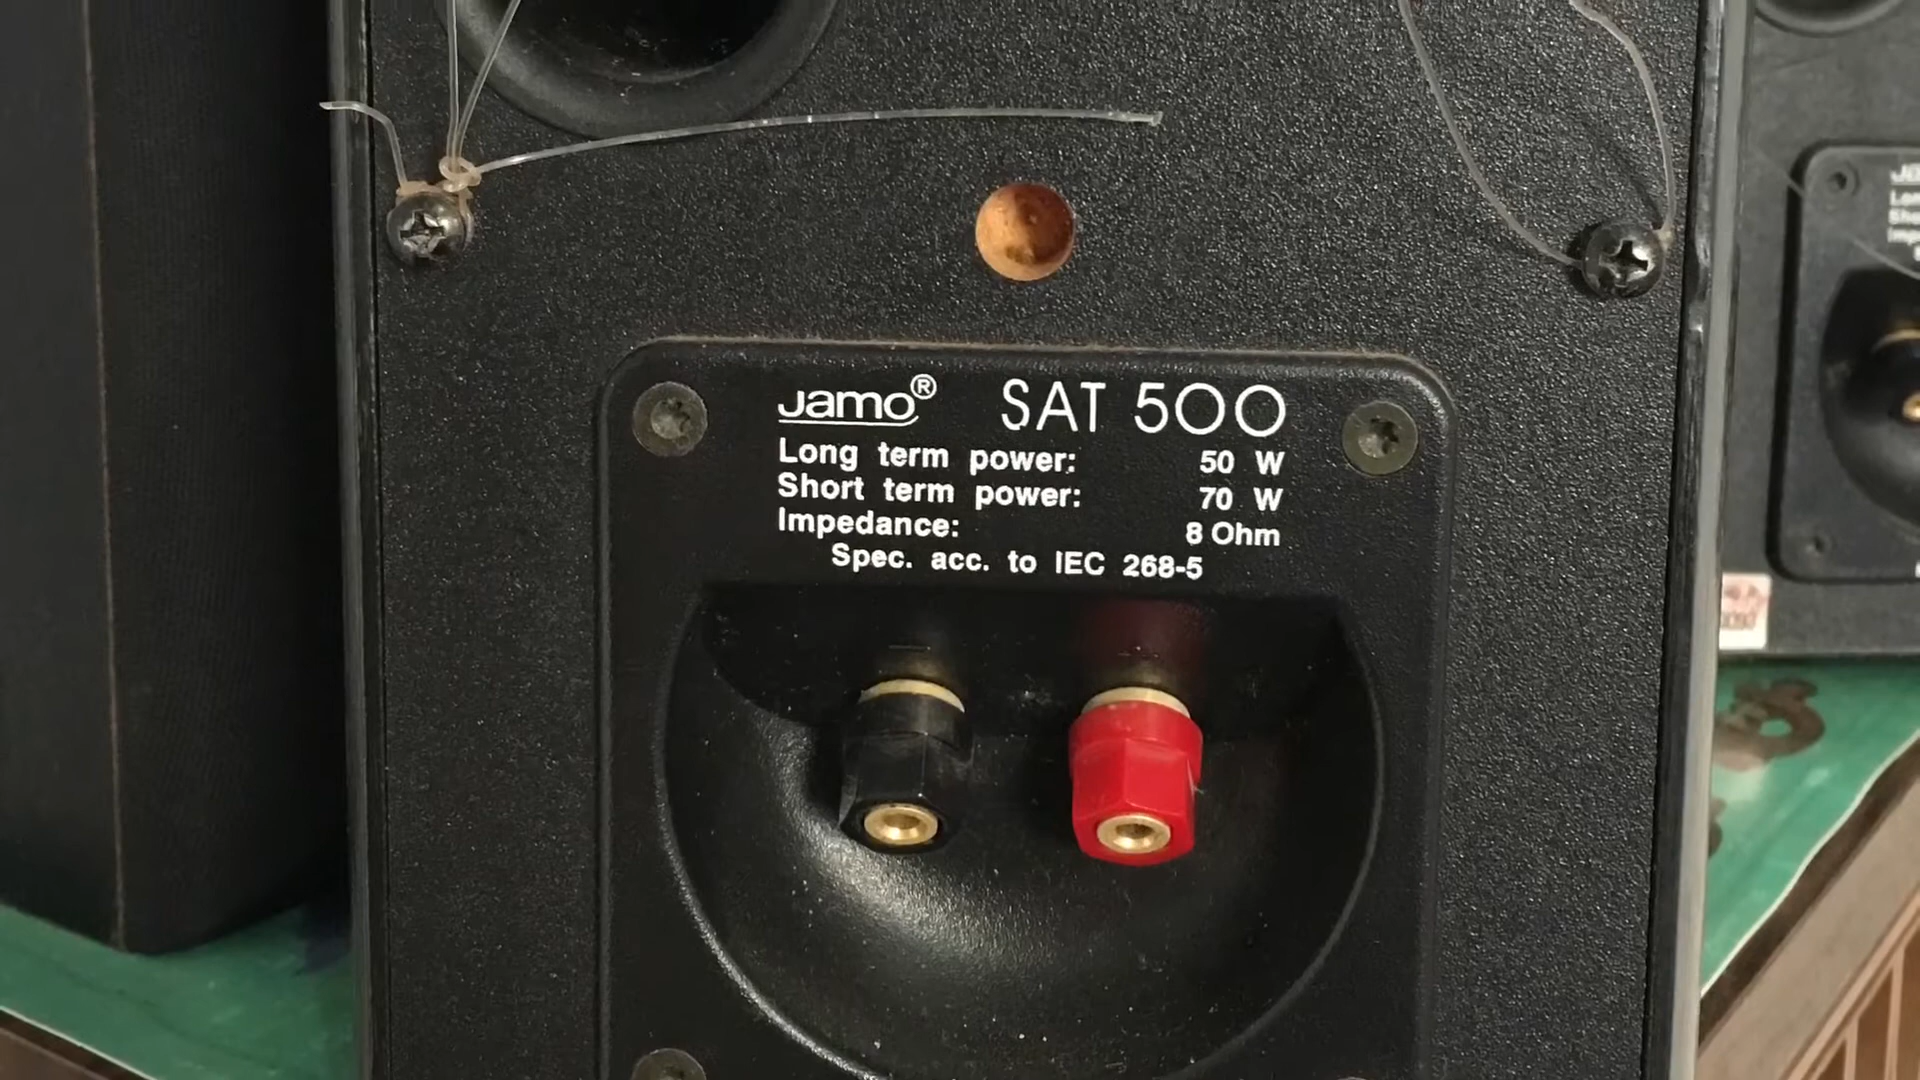 Jamo® SAT 500
Long term power: 50 W
Short term power: 70 W
Impedance: 8 Ohm
Spec. acc. to IEC 268-5